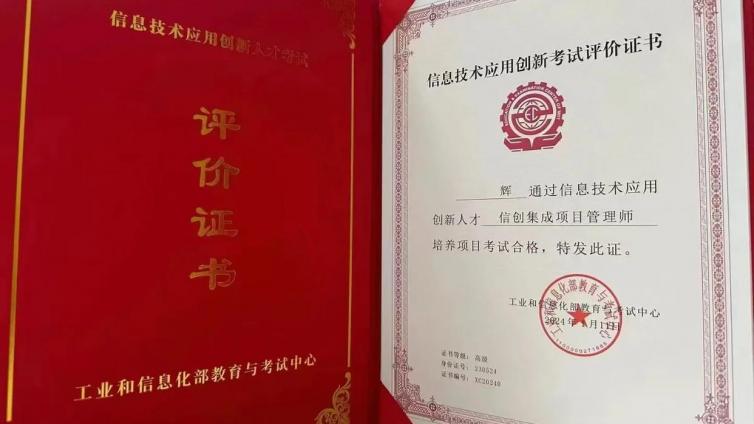 信息技术应用创新人才考试
评价证书
工业和信息化部教育与考试中心
信息技术应用创新考试评价证书
辉 通过信息技术应用
创新人才 信创集成项目管理师
培养项目考试合格，特发此证。
工业和信息化部教育与考试中心
证书等级：高级
身份证号：230524
证书编号：XC20240